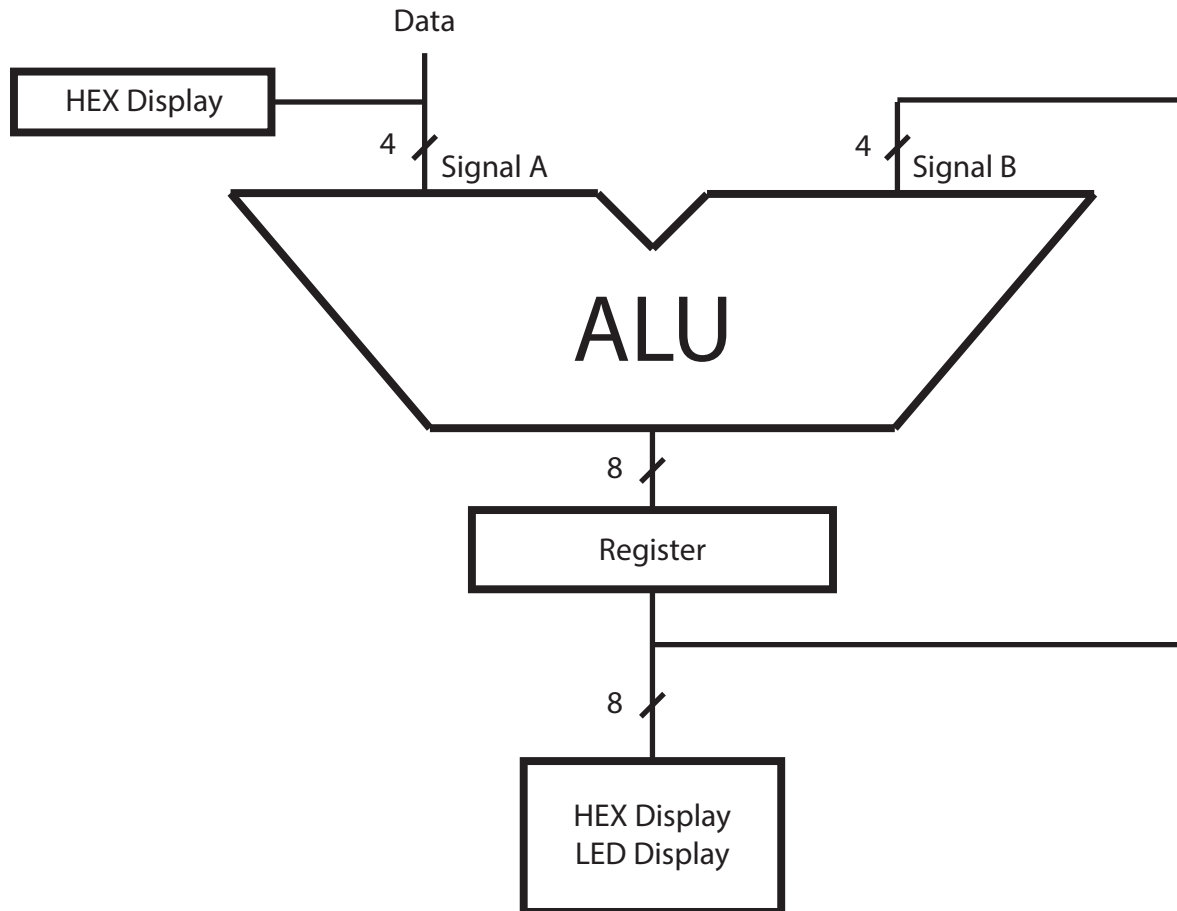 Data
HEX Display
4
Signal A
4
Signal B
ALU
8
Register
8
HEX Display
LED Display